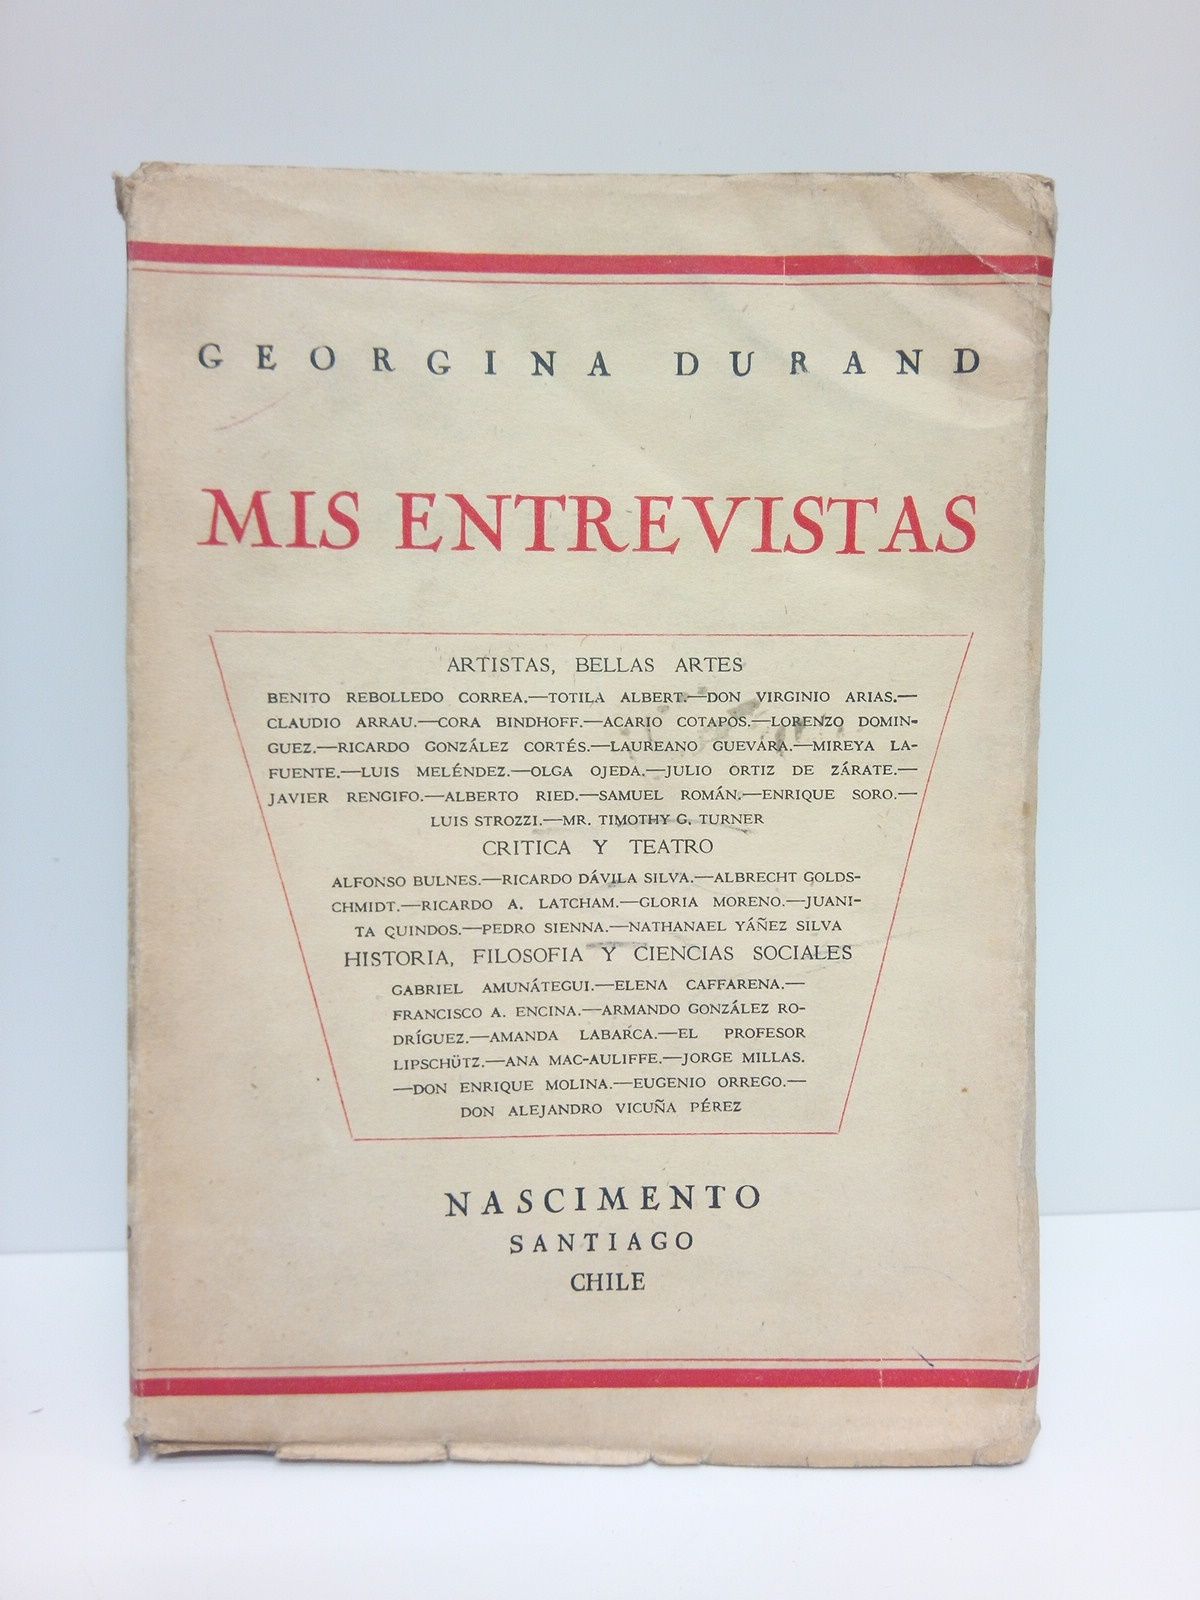 GEORGINA DURAND
MIS ENTREVISTAS
ARTISTAS, BELLAS ARTES
BENITO REBOLLEDO CORREA.—TOTILA ALBERT.—DON VIRGINIO ARIAS.—
CLAUDIO ARRAU.—CORA BINDHOFF.—ACARIO COTAPOS.—LORENZO DOMIN-
GUEZ.—RICARDO GONZÁLEZ CORTÉS.—LAUREANO GUEVARA.—MIREYA LA-
FUENTE.—LUIS MELÉNDEZ.—OLGA OJEDA.—JULIO ORTIZ DE ZÁRATE.—
JAVIER RENGIFO.—ALBERTO RIED.—SAMUEL ROMÁN.—ENRIQUE SORO.—
LUIS STROZZI.—MR. TIMOTHY G. TURNER
CRITICA Y TEATRO
ALFONSO BULNES.—RICARDO DÁVILA SILVA.—ALBRECHT GOLDS-
CHMIDT.—RICARDO A. LATCHAM.—GLORIA MORENO.—JUANI-
TA QUINDOS.—PEDRO SIENNA.—NATHANAEL YÁÑEZ SILVA
HISTORIA, FILOSOFIA Y CIENCIAS SOCIALES
GABRIEL AMUNÁTEGUI.—ELENA CAFFARENA.—
FRANCISCO A. ENCINA.—ARMANDO GONZÁLEZ RO-
DRÍGUEZ.—AMANDA LABARCA.—EL PROFESOR
LIPSCHÜTZ.—ANA MAC-AULIFFE.—JORGE MILLAS.
—DON ENRIQUE MOLINA.—EUGENIO ORREGO.—
DON ALEJANDRO VICUÑA PÉREZ
NASCIMENTO
SANTIAGO
CHILE